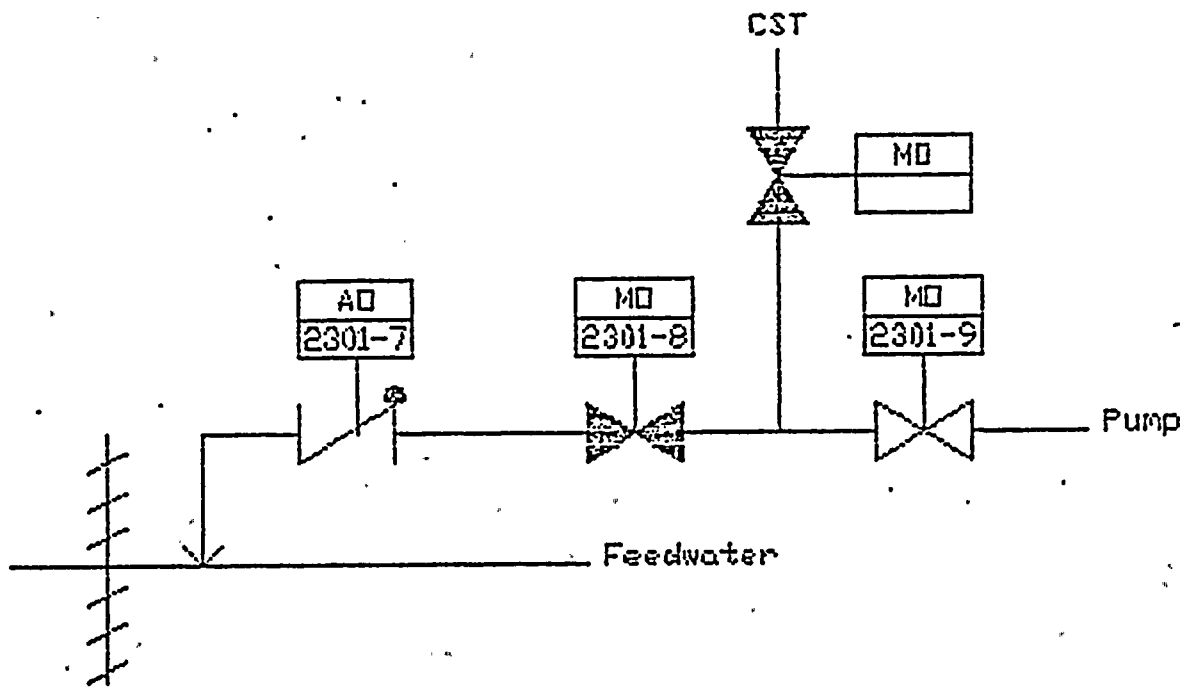 CST
MO
AO
2301-7
MO
2301-8
MO
2301-9
Pump
Feedwater